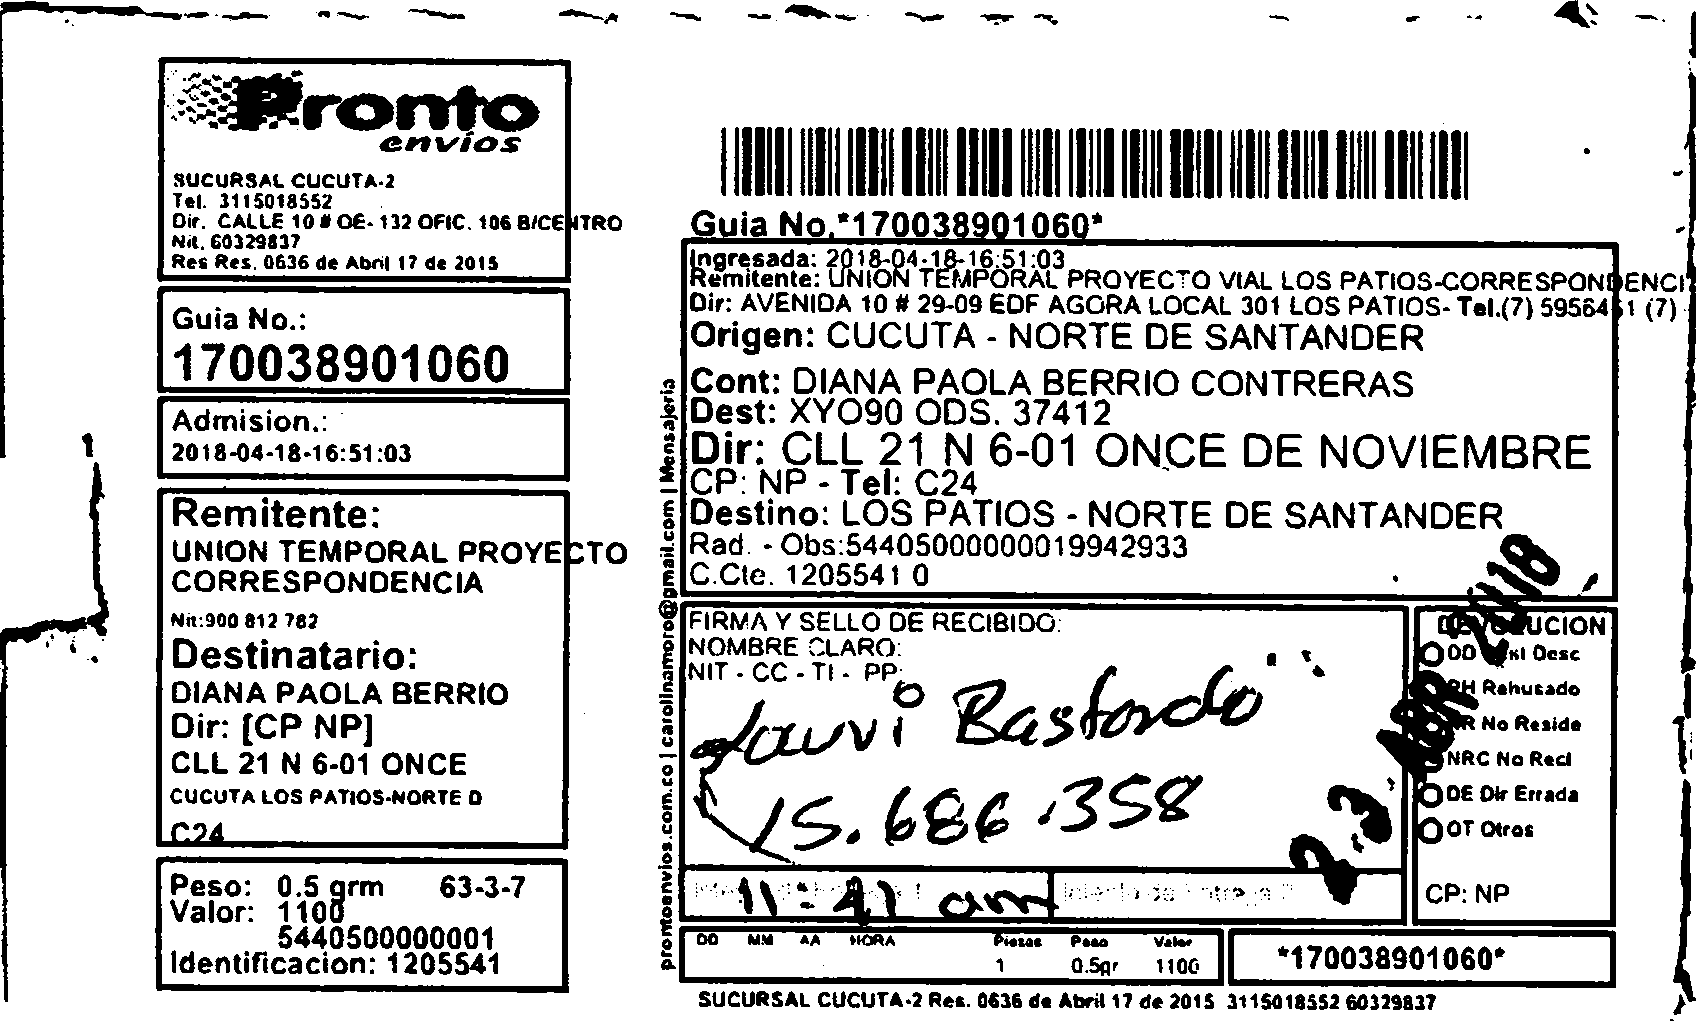 Pronto
envíos
SUCURSAL CUCUTA-2
Tel. 3115018552
Dir. CALLE 10 # OE- 132 OFIC. 106 B/CENTRO
Nit. 60329837
Res Res. 0636 de Abril 17 de 2015
Guia No.:
170038901060
Admision.:
2018-04-18-16:51:03
Remitente:
UNION TEMPORAL PROYECTO
CORRESPONDENCIA
Nit:900 812 782
Destinatario:
DIANA PAOLA BERRIO
Dir: [CP NP]
CLL 21 N 6-01 ONCE
CUCUTA LOS PATIOS-NORTE D
C24
Peso: 0.5 grm 63-3-7
Valor: 1100
5440500000001
Identificacion: 1205541
prontoenvios.com.co | carolinamoro@gmail.com | Mensajeria
Guia No.*170038901060*
Ingresada: 2018-04-18-16:51:03
Remitente: UNION TEMPORAL PROYECTO VIAL LOS PATIOS-CORRESPONDENCI
Dir: AVENIDA 10 # 29-09 EDF AGORA LOCAL 301 LOS PATIOS- Tel.(7) 5956451 (7)
Origen: CUCUTA - NORTE DE SANTANDER
Cont: DIANA PAOLA BERRIO CONTRERAS
Dest: XYO90 ODS. 37412
Dir: CLL 21 N 6-01 ONCE DE NOVIEMBRE
CP: NP - Tel: C24
Destino: LOS PATIOS - NORTE DE SANTANDER
Rad. - Obs:54405000000019942933
C.Cte. 1205541 0
FIRMA Y SELLO DE RECIBIDO:
NOMBRE CLARO:
NIT - CC - TI - PP:
Bastardo
15.686.358
11:41 am
DD MM AA HORA Piezas Peso Valor
1 0.5gr 1100
DEVOLUCION
Desc
RH Rehusado
NR No Reside
NRC No Recl
DE Dir Errada
OT Otros
CP: NP
23 ABR 2018
*170038901060*
SUCURSAL CUCUTA-2 Res. 0636 de Abril 17 de 2015 3115018552 60329837